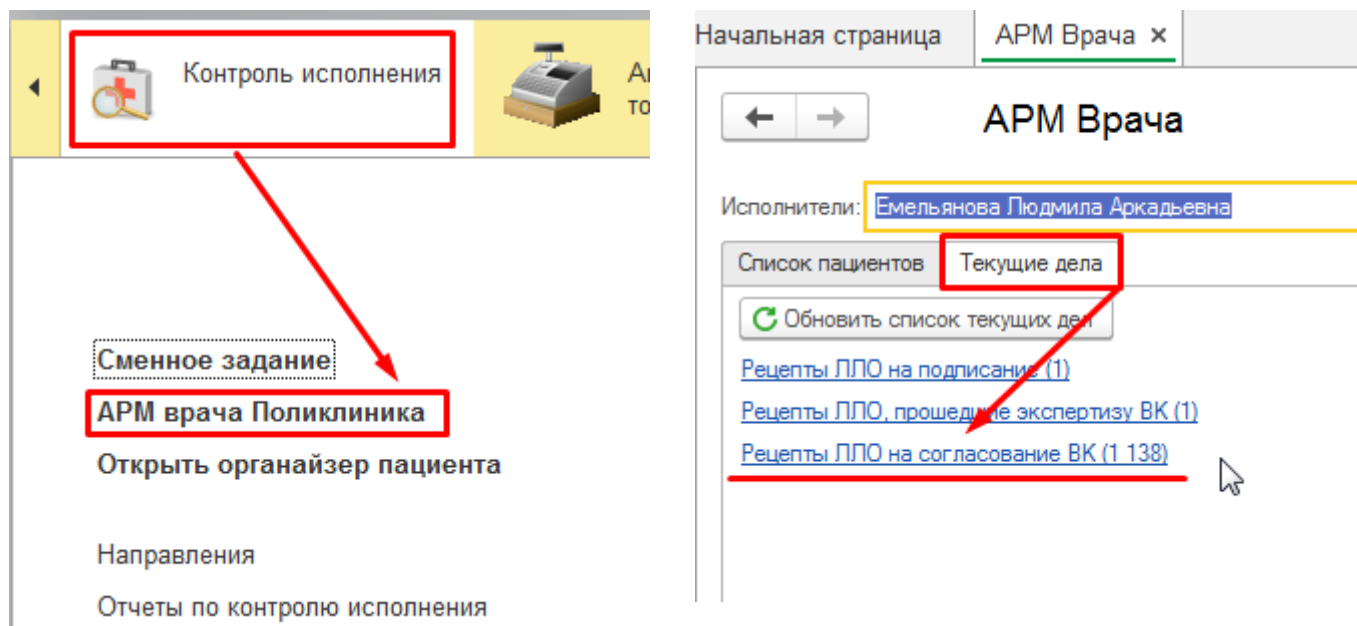 Контроль исполнения
Сменное задание
АРМ врача Поликлиника
Открыть органайзер пациента
Направления
Отчеты по контролю исполнения
Начальная страница
АРМ Врача ×
АРМ Врача
Исполнители: Емельянова Людмила Аркадьевна
Список пациентов Текущие дела
Обновить список текущих дел
Рецепты ЛЛО на подписание (1)
Рецепты ЛЛО, прошедшие экспертизу ВК (1)
Рецепты ЛЛО на согласование ВК (1 138)